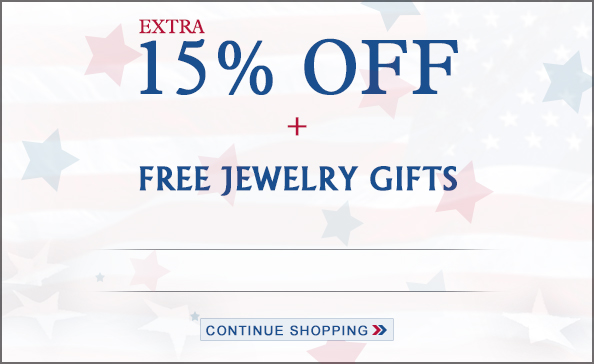 EXTRA
15% OFF
+
FREE JEWELRY GIFTS
CONTINUE SHOPPING »